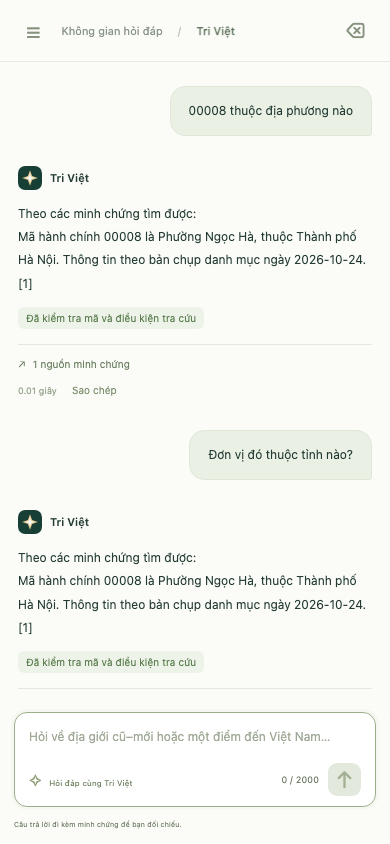 Không gian hỏi đáp / Tri Việt
00008 thuộc địa phương nào
Tri Việt
Theo các minh chứng tìm được:
Mã hành chính 00008 là Phường Ngọc Hà, thuộc Thành phố
Hà Nội. Thông tin theo bản chụp danh mục ngày 2026-10-24.
[1]
Đã kiểm tra mã và điều kiện tra cứu
↗ 1 nguồn minh chứng
0.01 giây Sao chép
Đơn vị đó thuộc tỉnh nào?
Tri Việt
Theo các minh chứng tìm được:
Mã hành chính 00008 là Phường Ngọc Hà, thuộc Thành phố
Hà Nội. Thông tin theo bản chụp danh mục ngày 2026-10-24.
[1]
Đã kiểm tra mã và điều kiện tra cứu
Hỏi về địa giới cũ–mới hoặc một điểm đến Việt Nam...
Hỏi đáp cùng Tri Việt 0 / 2000
Câu trả lời đi kèm minh chứng để bạn đối chiếu.